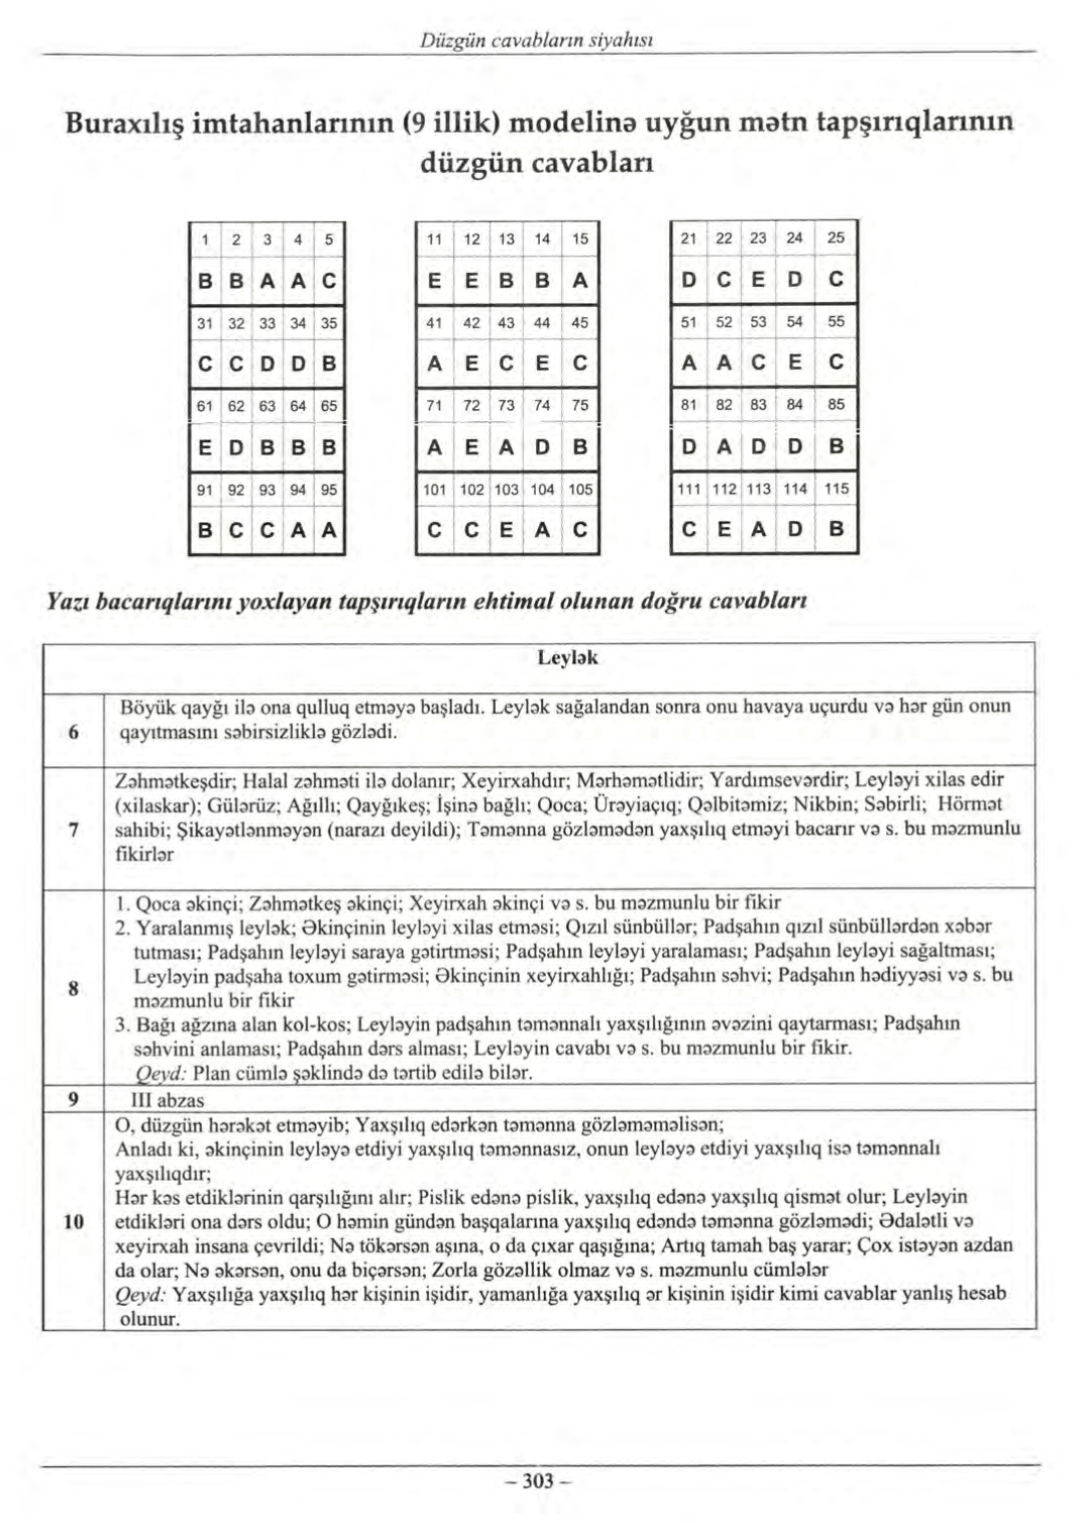 Düzgün cavabların siyahısı
Buraxılış imtahanlarının (9 illik) modelinə uyğun mətn tapşırıqlarının
düzgün cavabları
1 2 3 4 5
B B A A C
31 32 33 34 35
C C D D B
61 62 63 64 65
E D B B B
91 92 93 94 95
B C C A A
11 12 13 14 15
E E B B A
41 42 43 44 45
A E C E C
71 72 73 74 75
A E A D B
101 102 103 104 105
C C E A C
21 22 23 24 25
D C E D C
51 52 53 54 55
A A C E C
81 82 83 84 85
D A D D B
111 112 113 114 115
C E A D B
Yazı bacarıqlarını yoxlayan tapşırıqların ehtimal olunan doğru cavabları
Leylək
6
Böyük qayğı ilə ona qulluq etməyə başladı. Leylək sağalandan sonra onu havaya uçurdu və hər gün onun
qayıtmasını səbirsizliklə gözlədi.
7
Zəhmətkeşdir; Halal zəhməti ilə dolanır; Xeyirxahdır; Mərhəmətlidir; Yardımsevərdir; Leyləyi xilas edir
(xilaskar); Gülərüz; Ağıllı; Qayğıkeş; İşinə bağlı; Qoca; Ürəyiaçıq; Qəlbitəmiz; Nikbin; Səbirli; Hörmət
sahibi; Şikayətlənməyən (narazı deyildi); Təmənna gözləmədən yaxşılıq etməyi bacarır və s. bu məzmunlu
fikirlər
8
1. Qoca əkinçi; Zəhmətkeş əkinçi; Xeyirxah əkinçi və s. bu məzmunlu bir fikir
2. Yaralanmış leylək; Əkinçinin leyləyi xilas etməsi; Qızıl sünbüllər; Padşahın qızıl sünbüllərdən xəbər
tutması; Padşahın leyləyi saraya gətirtməsi; Padşahın leyləyi yaralaması; Padşahın leyləyi sağaltması;
Leyləyin padşaha toxum gətirməsi; Əkinçinin xeyirxahlığı; Padşahın səhvi; Padşahın hədiyyəsi və s. bu
məzmunlu bir fikir
3. Bağı ağzına alan kol-kos; Leyləyin padşahın təmənnalı yaxşılığının əvəzini qaytarması; Padşahın
səhvini anlaması; Padşahın dərs alması; Leyləyin cavabı və s. bu məzmunlu bir fikir.
Qeyd: Plan cümlə şəklində də tərtib edilə bilər.
9
III abzas
10
O, düzgün hərəkət etməyib; Yaxşılıq edərkən təmənna gözləməməlisən;
Anladı ki, əkinçinin leyləyə etdiyi yaxşılıq təmənnasız, onun leyləyə etdiyi yaxşılıq isə təmənnalı
yaxşılıqdır;
Hər kəs etdiklərinin qarşılığını alır; Pislik edənə pislik, yaxşılıq edənə yaxşılıq qismət olur; Leyləyin
etdikləri ona dərs oldu; O həmin gündən başqalarına yaxşılıq edəndə təmənna gözləmədi; Ədalətli və
xeyirxah insana çevrildi; Nə tökərsən aşına, o da çıxar qaşığına; Artıq tamah baş yarar; Çox istəyən azdan
da olar; Nə əkərsən, onu da biçərsən; Zorla gözəllik olmaz və s. məzmunlu cümlələr
Qeyd: Yaxşılığa yaxşılıq hər kişinin işidir, yamanlığa yaxşılıq ər kişinin işidir kimi cavablar yanlış hesab
olunur.
– 303 –